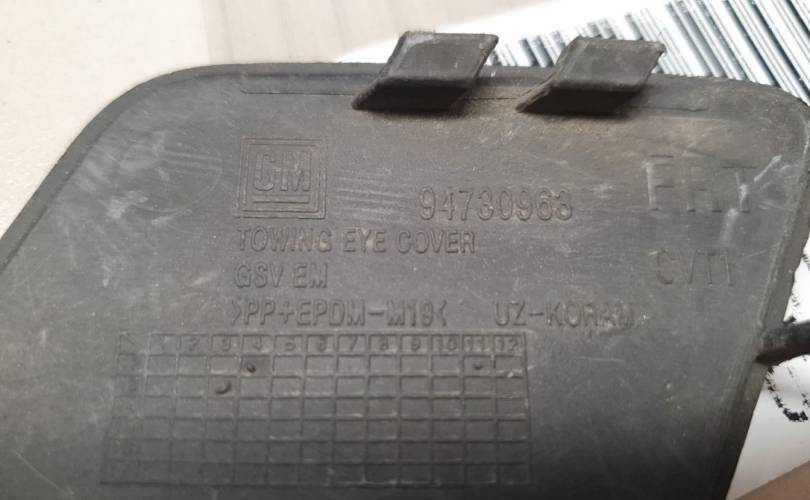 GM
94730963
FRT
TOWING EYE COVER
GSV EM
CVT1
>PP+EPDM-M19< UZ-KORAM
1 2 3 4 5 6 7 8 9 10 11 12